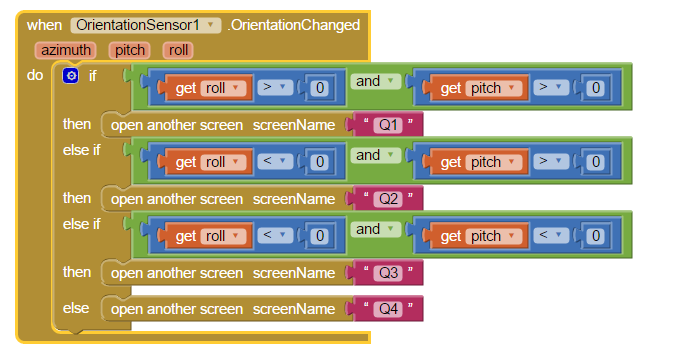 when OrientationSensor1 .OrientationChanged
azimuth pitch roll
do if get roll > 0 and get pitch > 0
then open another screen screenName " Q1 "
else if get roll < 0 and get pitch > 0
then open another screen screenName " Q2 "
else if get roll < 0 and get pitch < 0
then open another screen screenName " Q3 "
else open another screen screenName " Q4 "